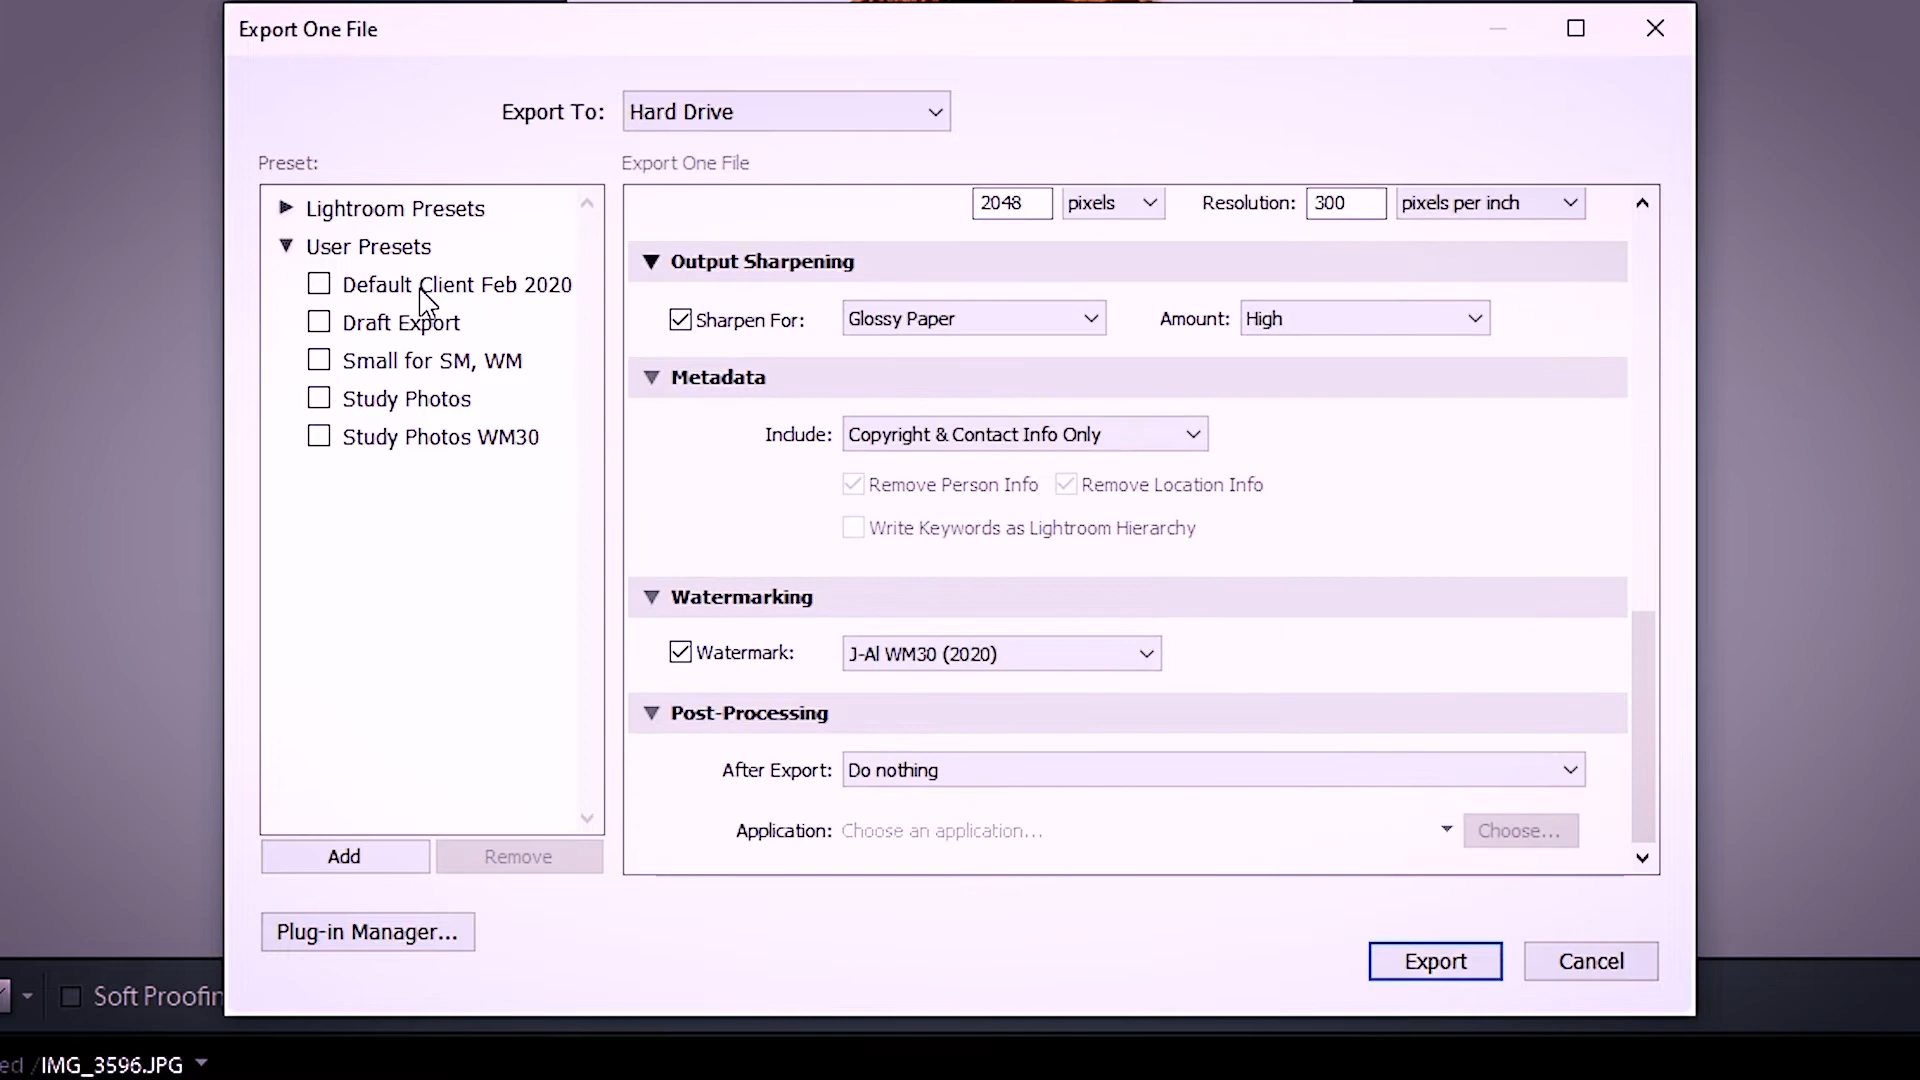 Export One File
Export To: Hard Drive
Preset:
Export One File
Lightroom Presets
User Presets
Default Client Feb 2020
Draft Export
Small for SM, WM
Study Photos
Study Photos WM30
Add Remove
Plug-in Manager...
2048 pixels Resolution: 300 pixels per inch
Output Sharpening
Sharpen For: Glossy Paper Amount: High
Metadata
Include: Copyright & Contact Info Only
Remove Person Info Remove Location Info
Write Keywords as Lightroom Hierarchy
Watermarking
Watermark: J-Al WM30 (2020)
Post-Processing
After Export: Do nothing
Application: Choose an application... Choose...
Export Cancel
Soft Proofin
ed /IMG_3596.JPG